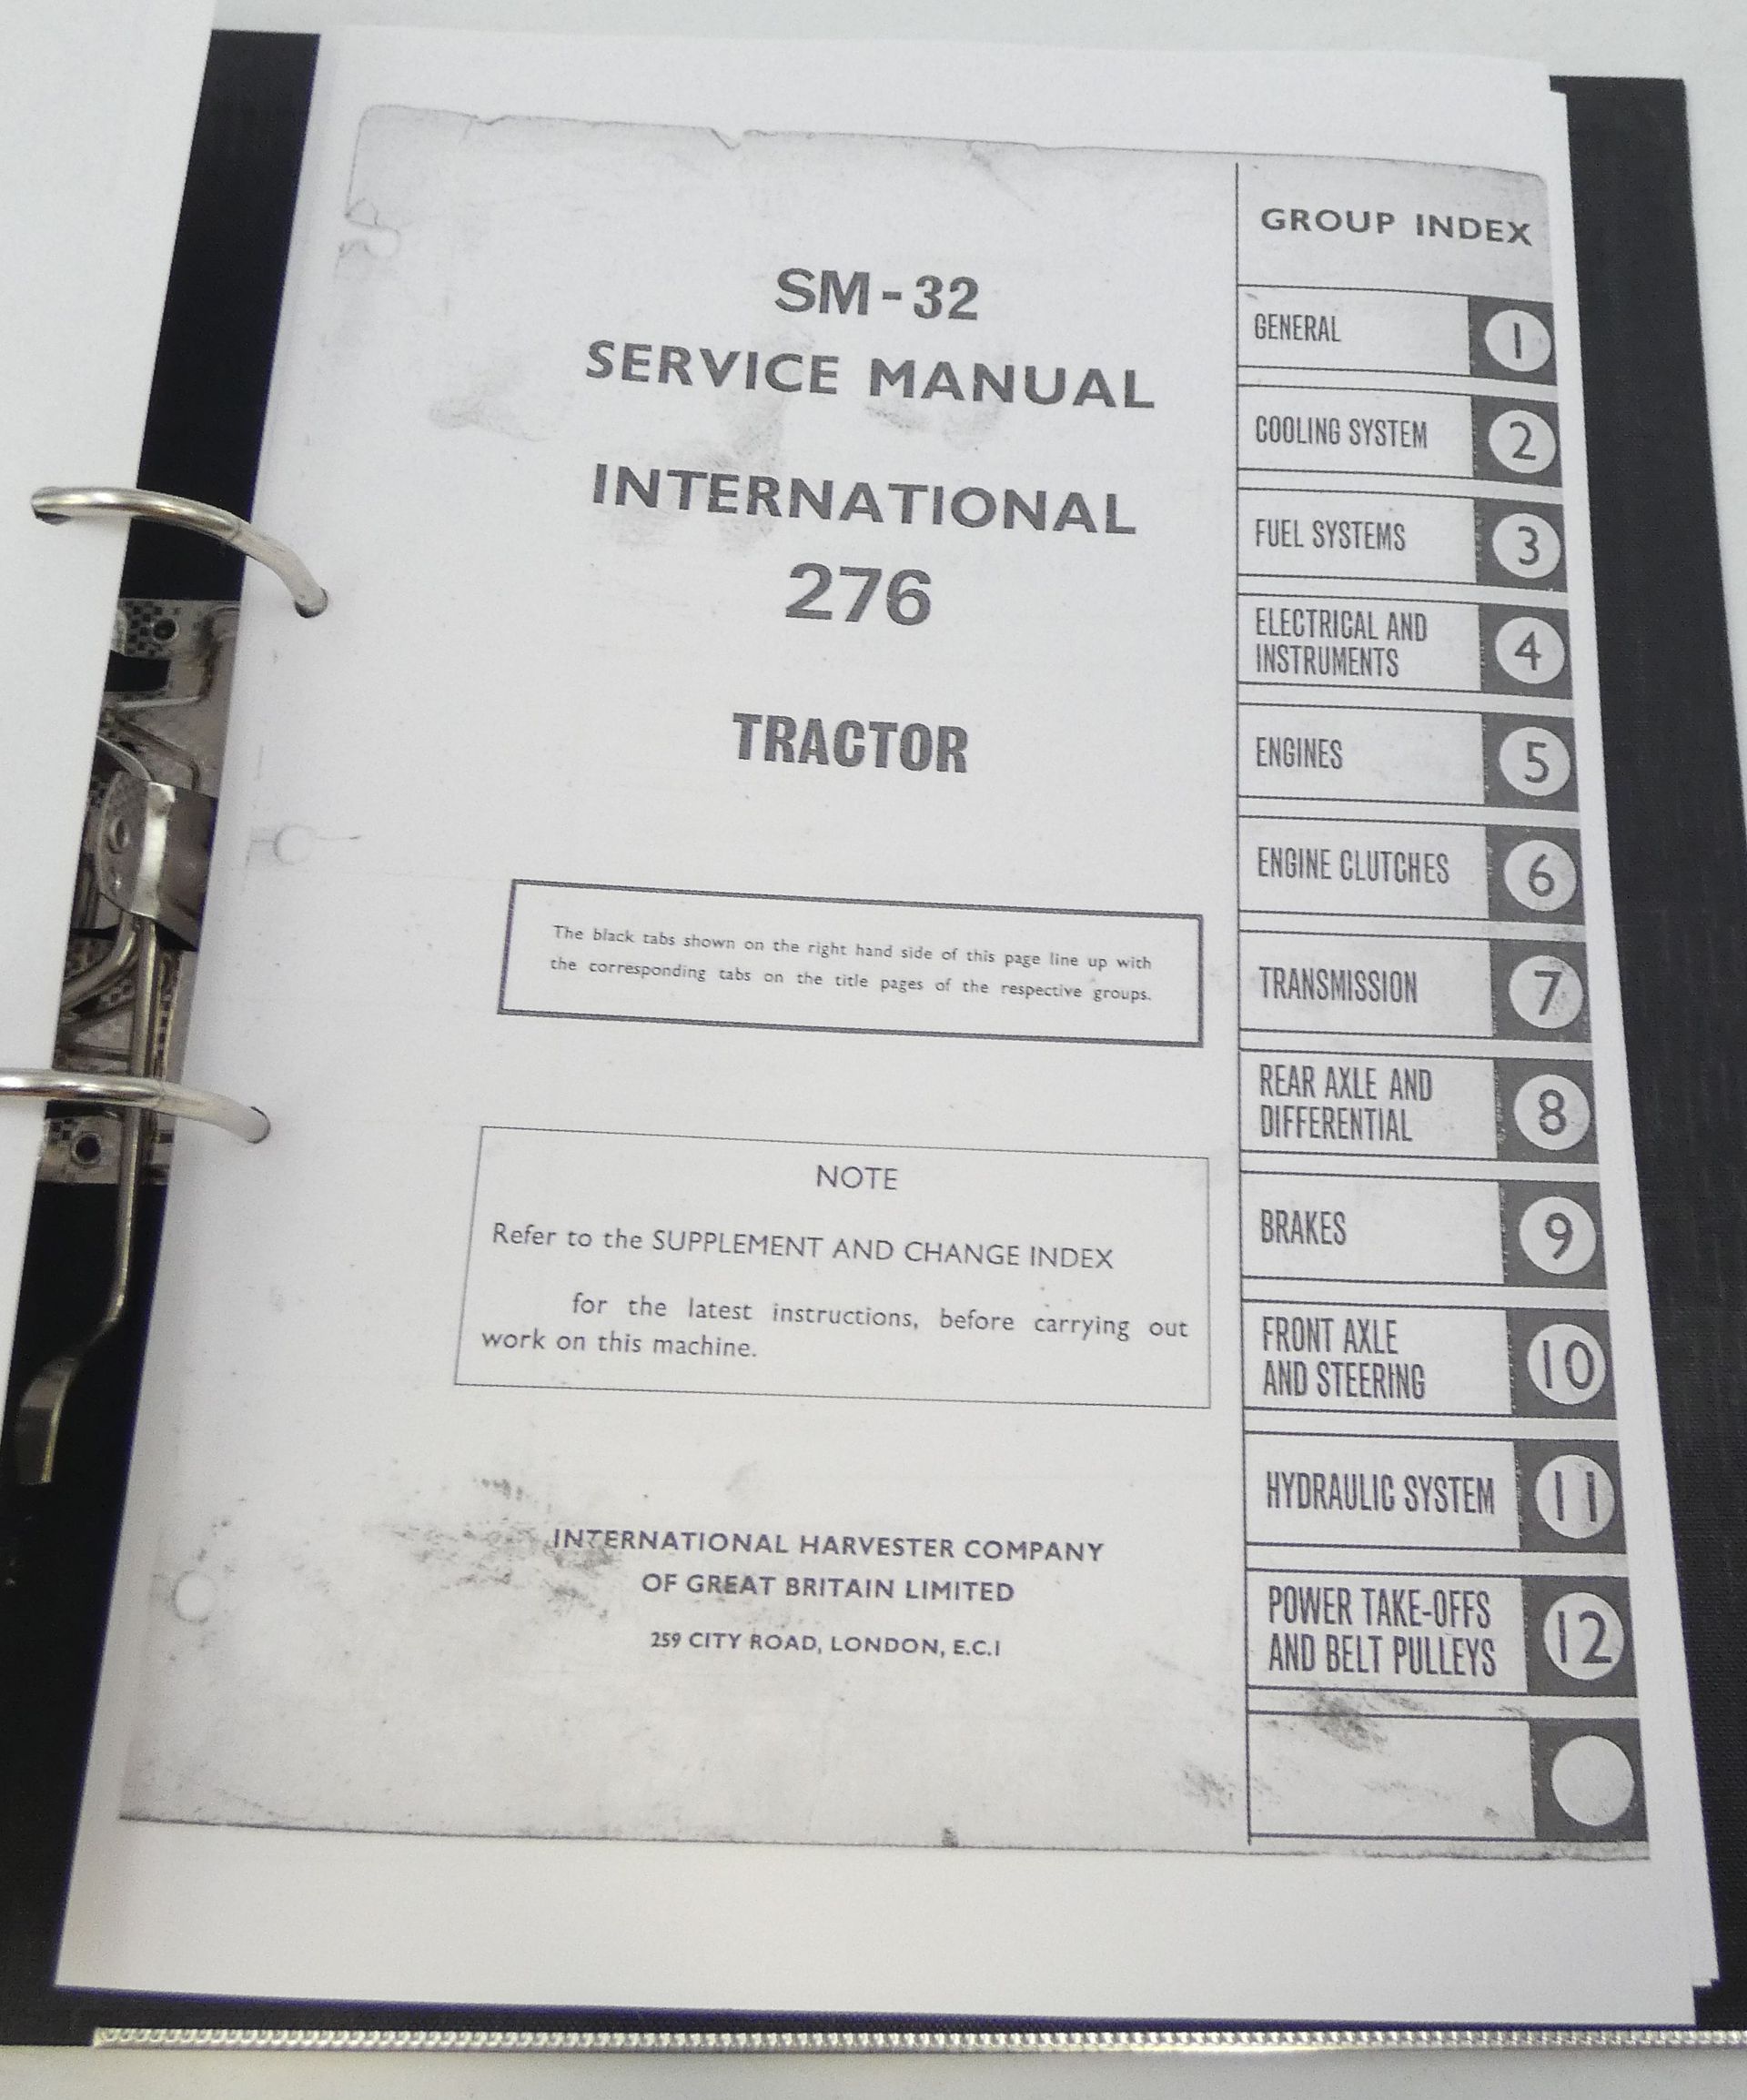 SM-32
SERVICE MANUAL
INTERNATIONAL
276
TRACTOR
The black tabs shown on the right hand side of this page line up with
the corresponding tabs on the title pages of the respective groups.
NOTE
Refer to the SUPPLEMENT AND CHANGE INDEX
for the latest instructions, before carrying out
work on this machine.
INTERNATIONAL HARVESTER COMPANY
OF GREAT BRITAIN LIMITED
259 CITY ROAD, LONDON, E.C.1
GROUP INDEX
GENERAL 1
COOLING SYSTEM 2
FUEL SYSTEMS 3
ELECTRICAL AND
INSTRUMENTS 4
ENGINES 5
ENGINE CLUTCHES 6
TRANSMISSION 7
REAR AXLE AND
DIFFERENTIAL 8
BRAKES 9
FRONT AXLE
AND STEERING 10
HYDRAULIC SYSTEM 11
POWER TAKE-OFFS
AND BELT PULLEYS 12